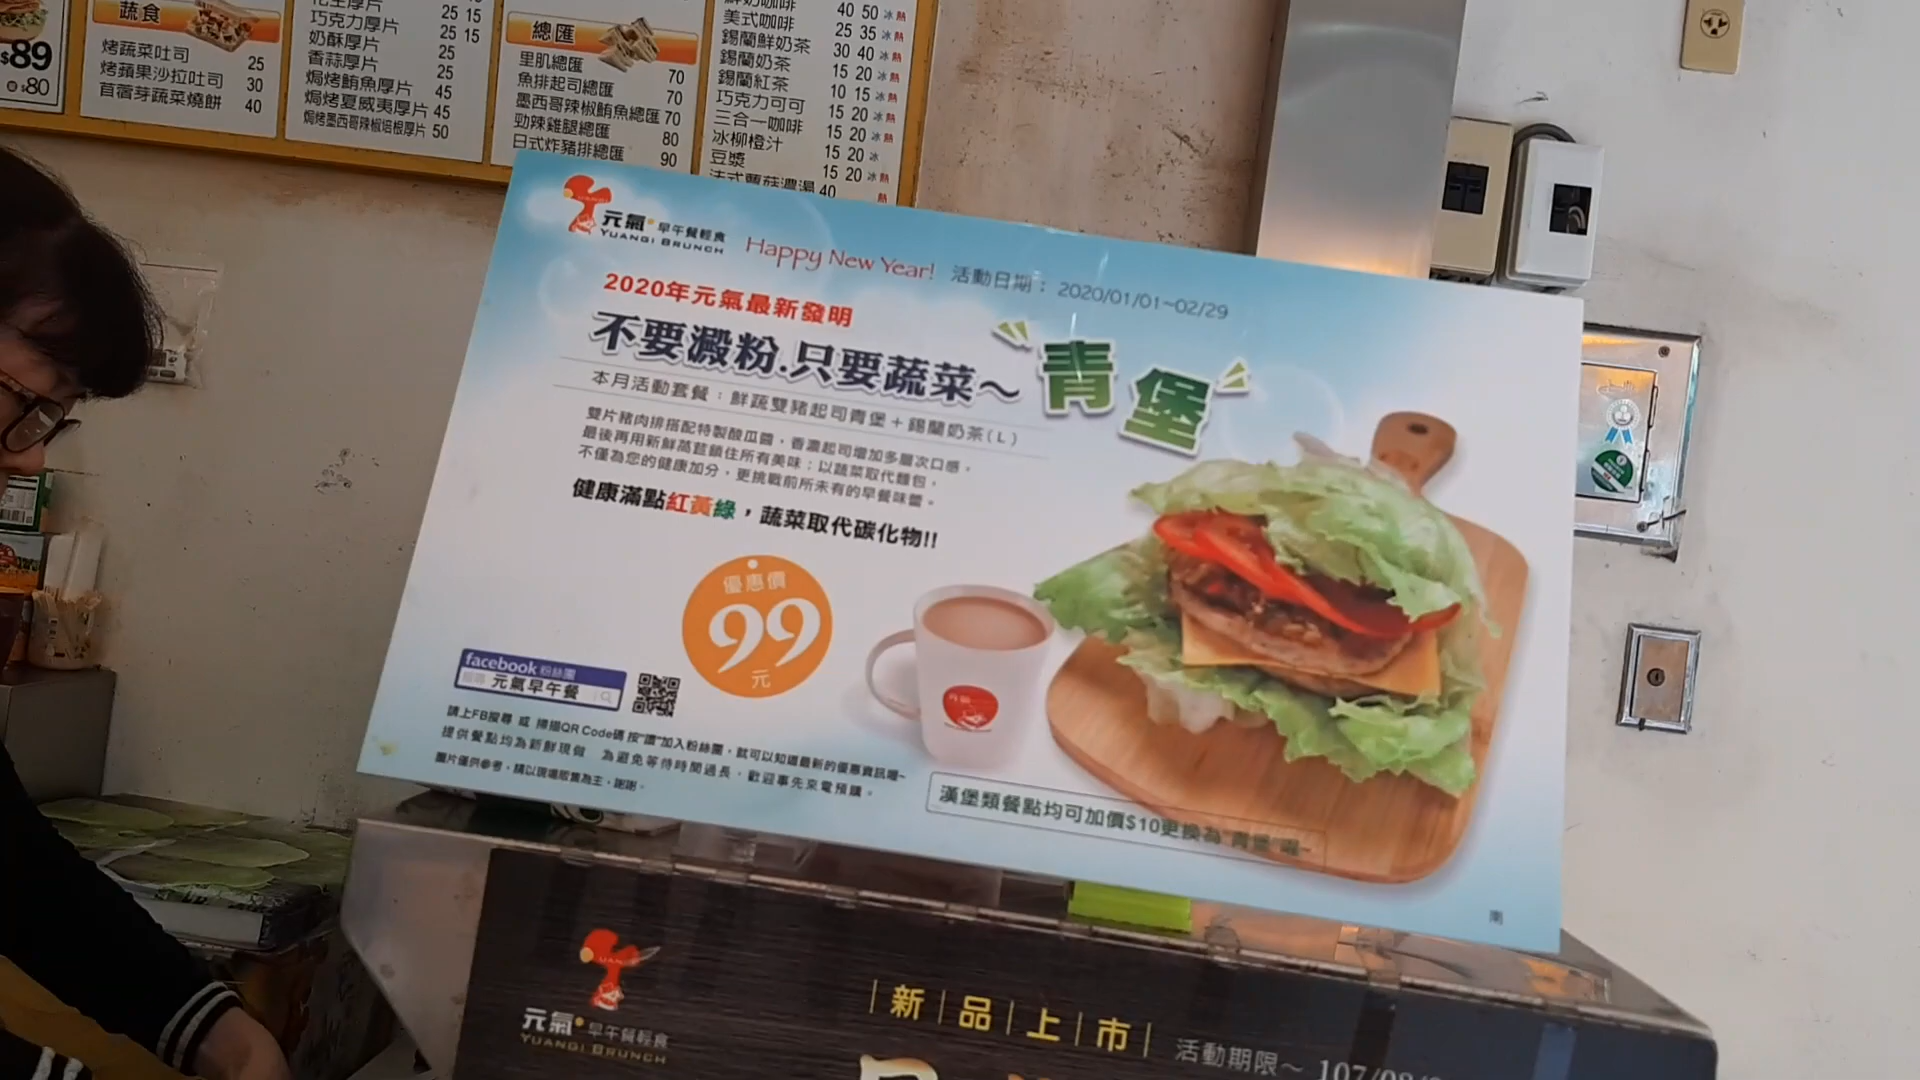 $89
$80
蔬食
烤蔬菜吐司 25
烤蘋果沙拉吐司 30
苜蓿芽蔬菜燒餅 40
花生厚片
巧克力厚片 25 15
奶酥厚片 25 15
香蒜厚片 25
焗烤鮪魚厚片 45
焗烤夏威夷厚片 45
焗烤墨西哥辣椒培根厚片 50
總匯
里肌總匯 70
魚排起司總匯 70
墨西哥辣椒鮪魚總匯 70
勁辣雞腿總匯 80
日式炸豬排總匯 90
鮮奶咖啡 40 50 冰熱
美式咖啡 25 35 冰熱
錫蘭鮮奶茶 30 40 冰熱
錫蘭奶茶 15 20 冰熱
錫蘭紅茶 10 15 冰熱
巧克力可可 15 20 冰熱
三合一咖啡 15 20 冰熱
冰柳橙汁 15 20 冰
豆漿 15 20 冰熱
法式蘑菇濃湯 40 熱
元氣 早午餐輕食
YUANGI BRUNCH
Happy New Year!
活動日期：2020/01/01~02/29
2020年元氣最新發明
不要澱粉.只要蔬菜～
青堡
本月活動套餐：鮮蔬雙豬起司青堡＋錫蘭奶茶(L)
雙片豬肉排搭配特製酸瓜醬，香濃起司增加多層次口感，
最後再用新鮮萵苣鎖住所有美味；以蔬菜取代麵包，
不僅為您的健康加分，更挑戰前所未有的早餐味蕾。
健康滿點紅黃綠，蔬菜取代碳化物!!
優惠價
99
元
facebook 粉絲團
元氣早午餐
請上FB搜尋 或 掃描QR Code碼 按"讚"加入粉絲團，就可以知道最新的優惠資訊喔~
提供餐點均為新鮮現做 為避免等待時間過長，歡迎事先來電預購。
圖片僅供參考，請以現場販售為主，謝謝。
漢堡類餐點均可加價$10更換為"青堡"喔~
南
元氣 早午餐輕食
YUANGI BRUNCH
新品上市
活動期限～ 107/08/